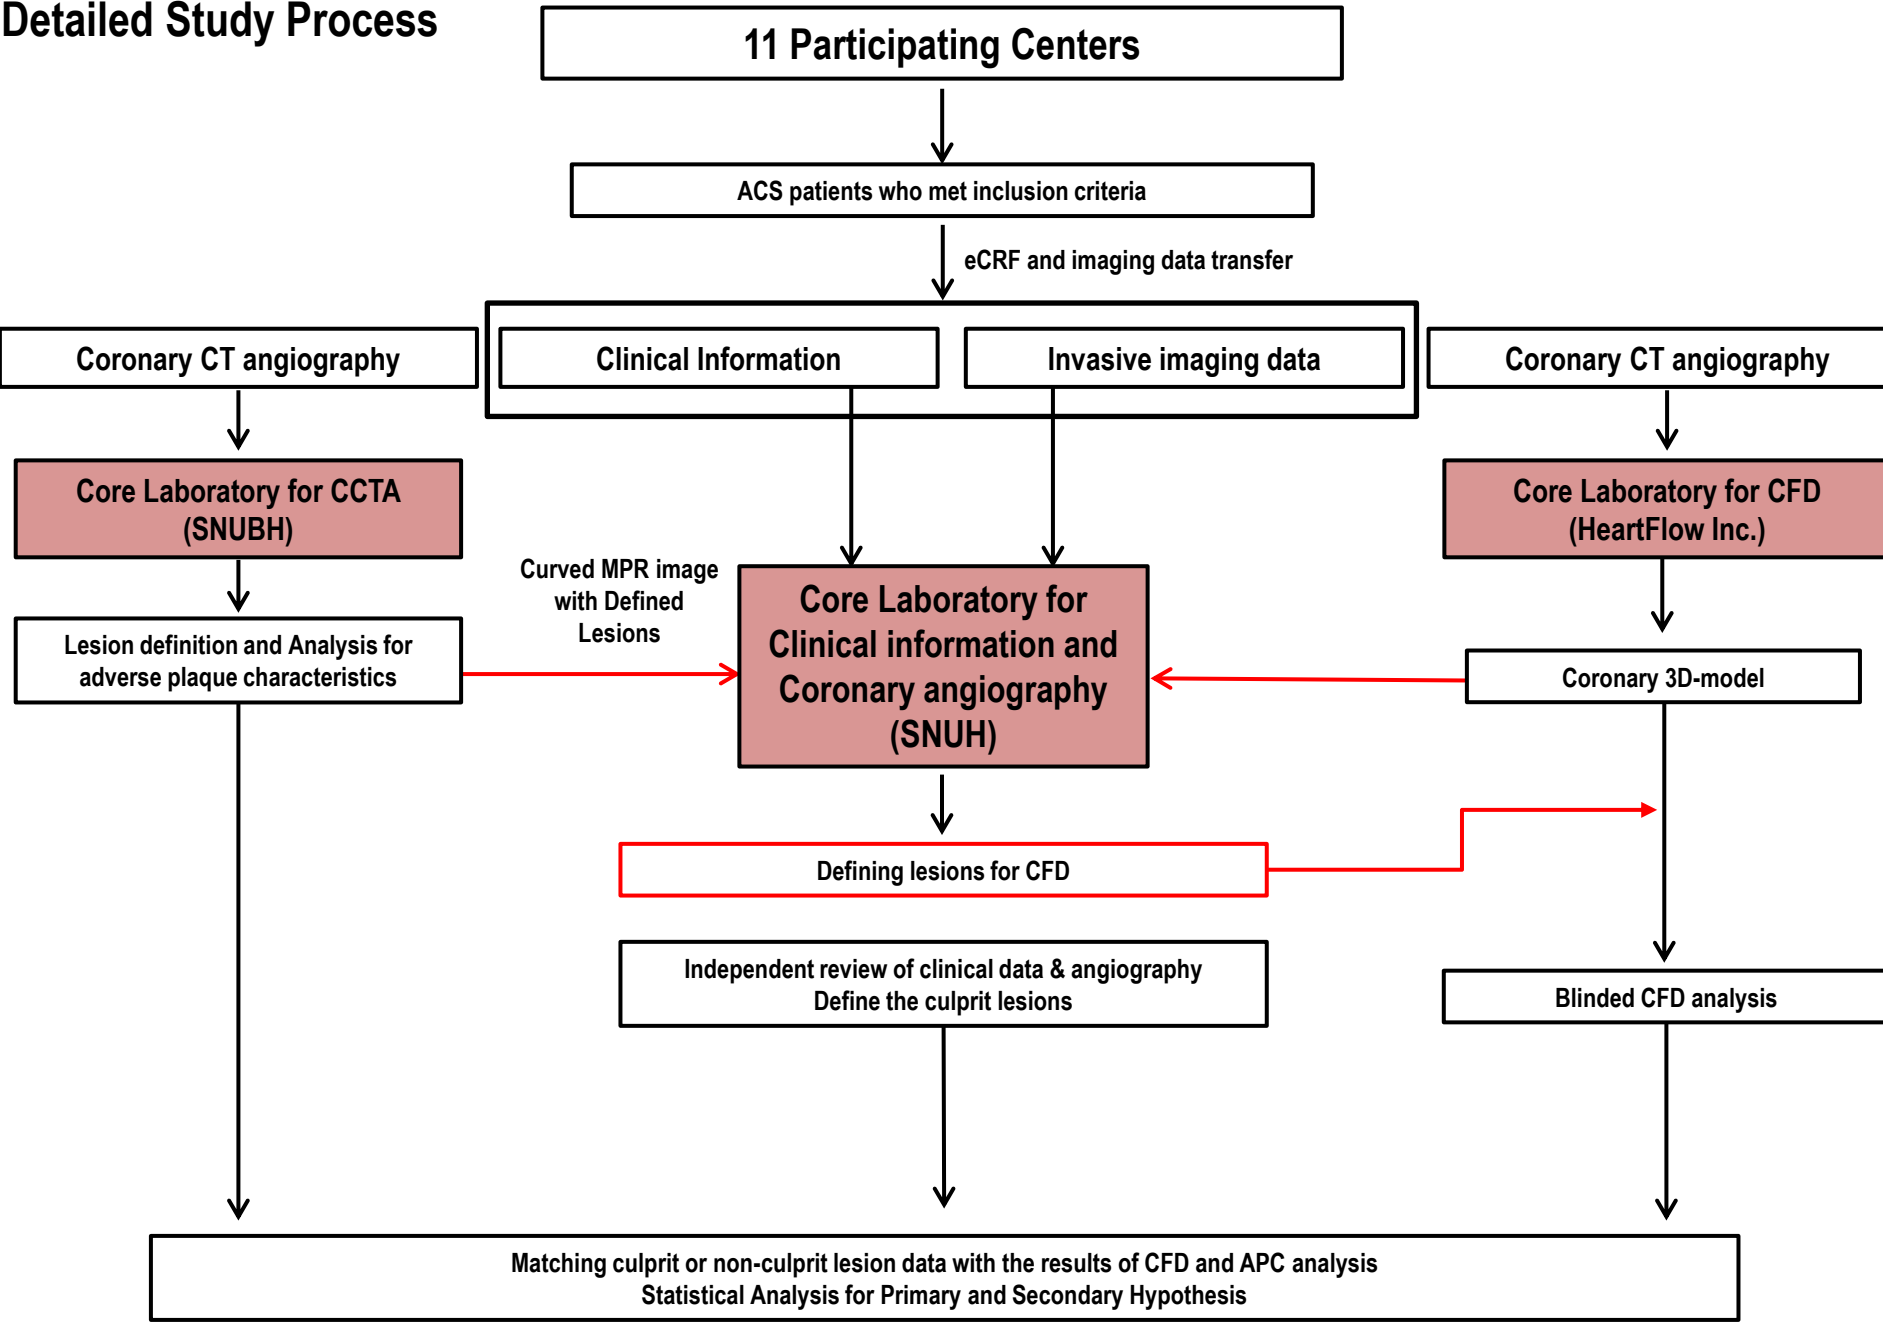 Detailed Study Process
11 Participating Centers
ACS patients who met inclusion criteria
eCRF and imaging data transfer
Coronary CT angiography
Clinical Information
Invasive imaging data
Coronary CT angiography
Core Laboratory for CCTA
(SNUBH)
Core Laboratory for CFD
(HeartFlow Inc.)
Curved MPR image
with Defined
Lesions
Core Laboratory for
Clinical information and
Coronary angiography
(SNUH)
Lesion definition and Analysis for
adverse plaque characteristics
Coronary 3D-model
Defining lesions for CFD
Independent review of clinical data & angiography
Define the culprit lesions
Blinded CFD analysis
Matching culprit or non-culprit lesion data with the results of CFD and APC analysis
Statistical Analysis for Primary and Secondary Hypothesis